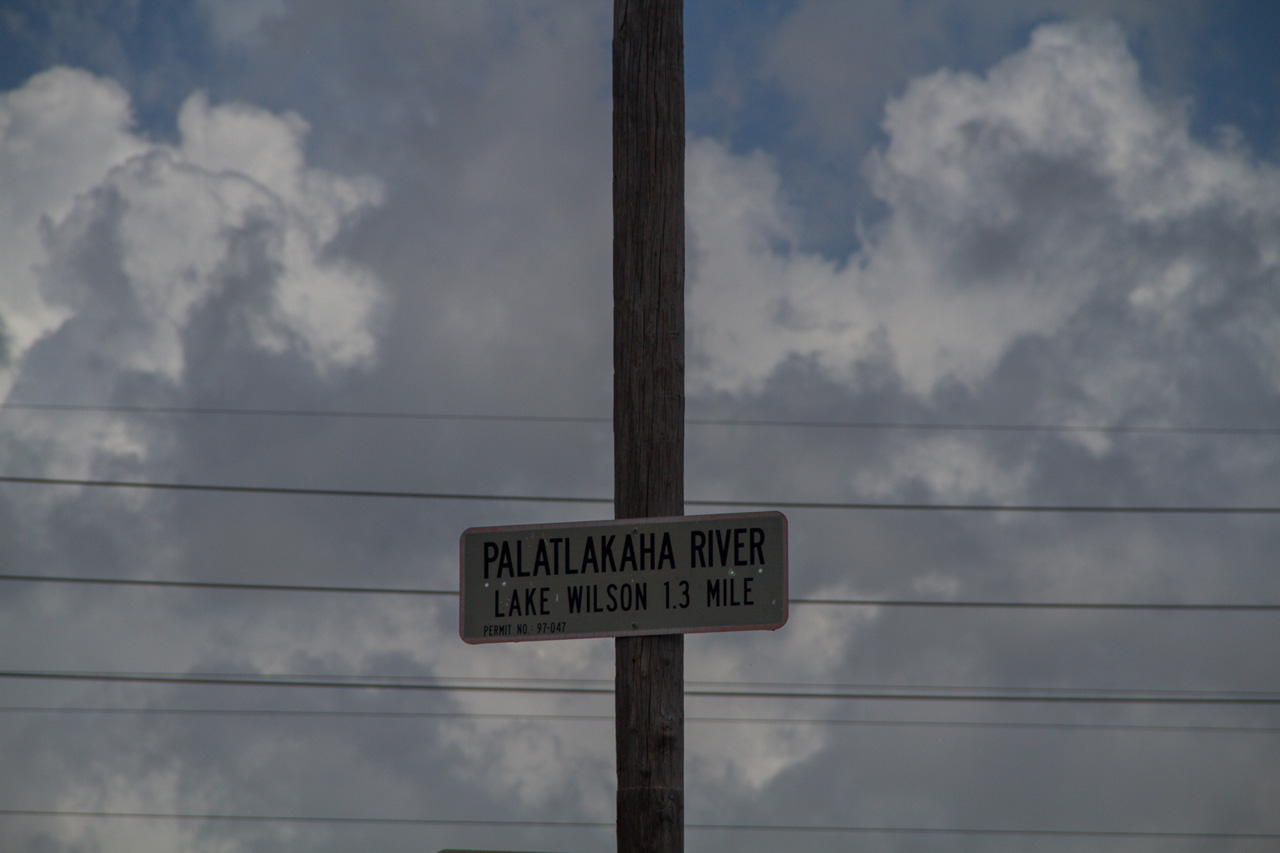 PALATLAKAHA RIVER
LAKE WILSON 1.3 MILE
PERMIT NO.: 97-047